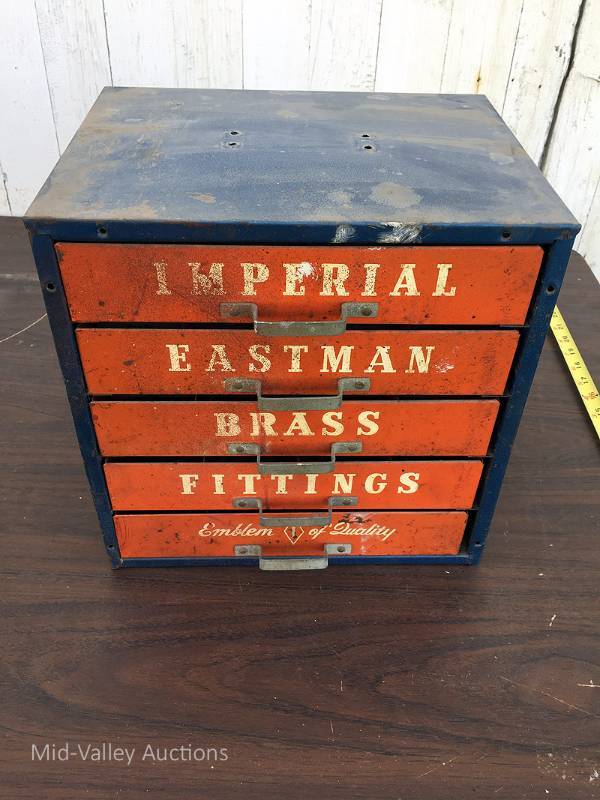 IMPERIAL
EASTMAN
BRASS
FITTINGS
Emblem I of Quality
Mid-Valley Auctions